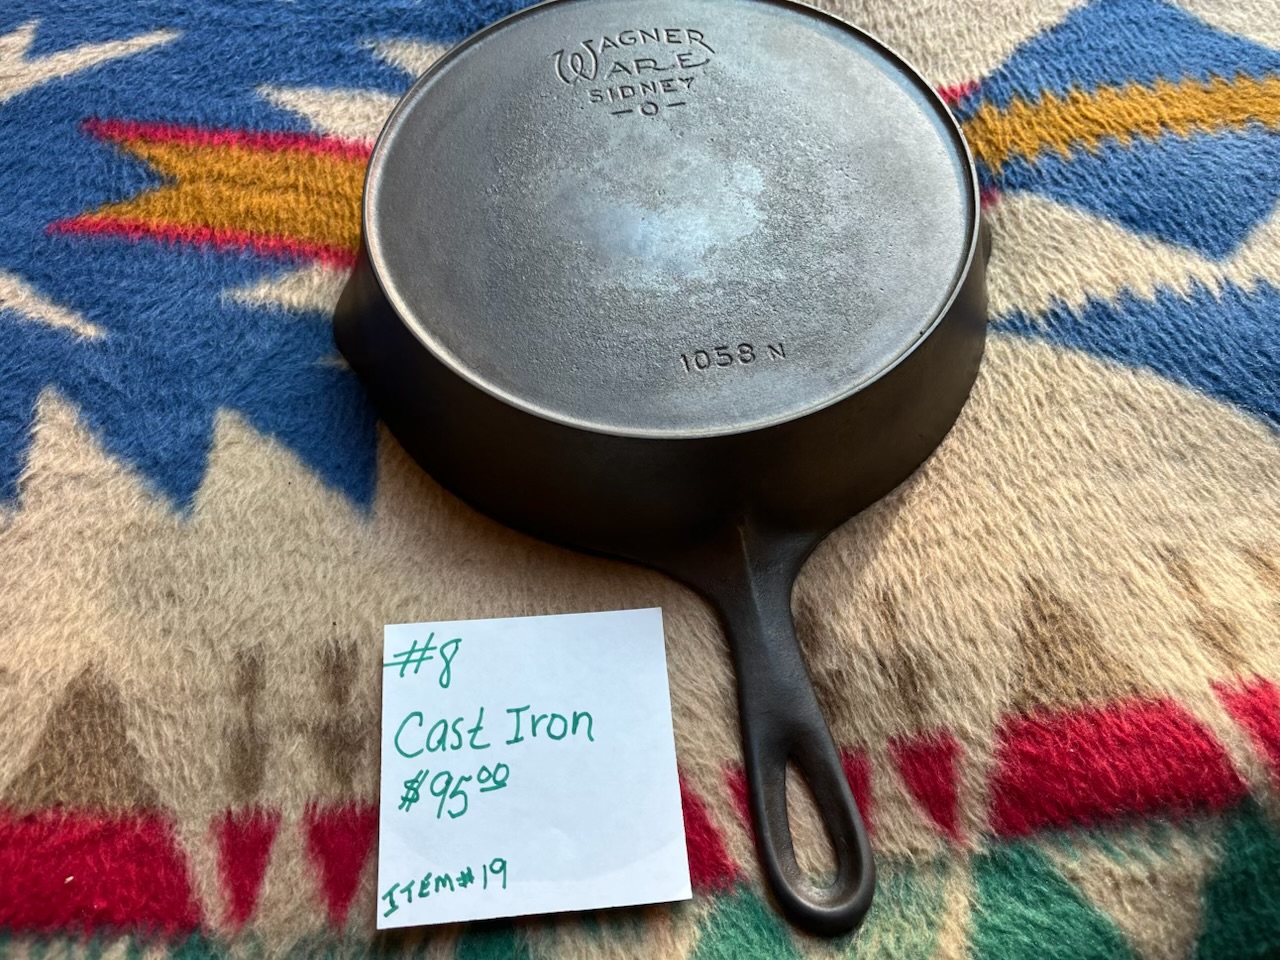 WAGNER
WARE
SIDNEY
-O-
1058 N
#8
Cast Iron
$95.00
ITEM#19